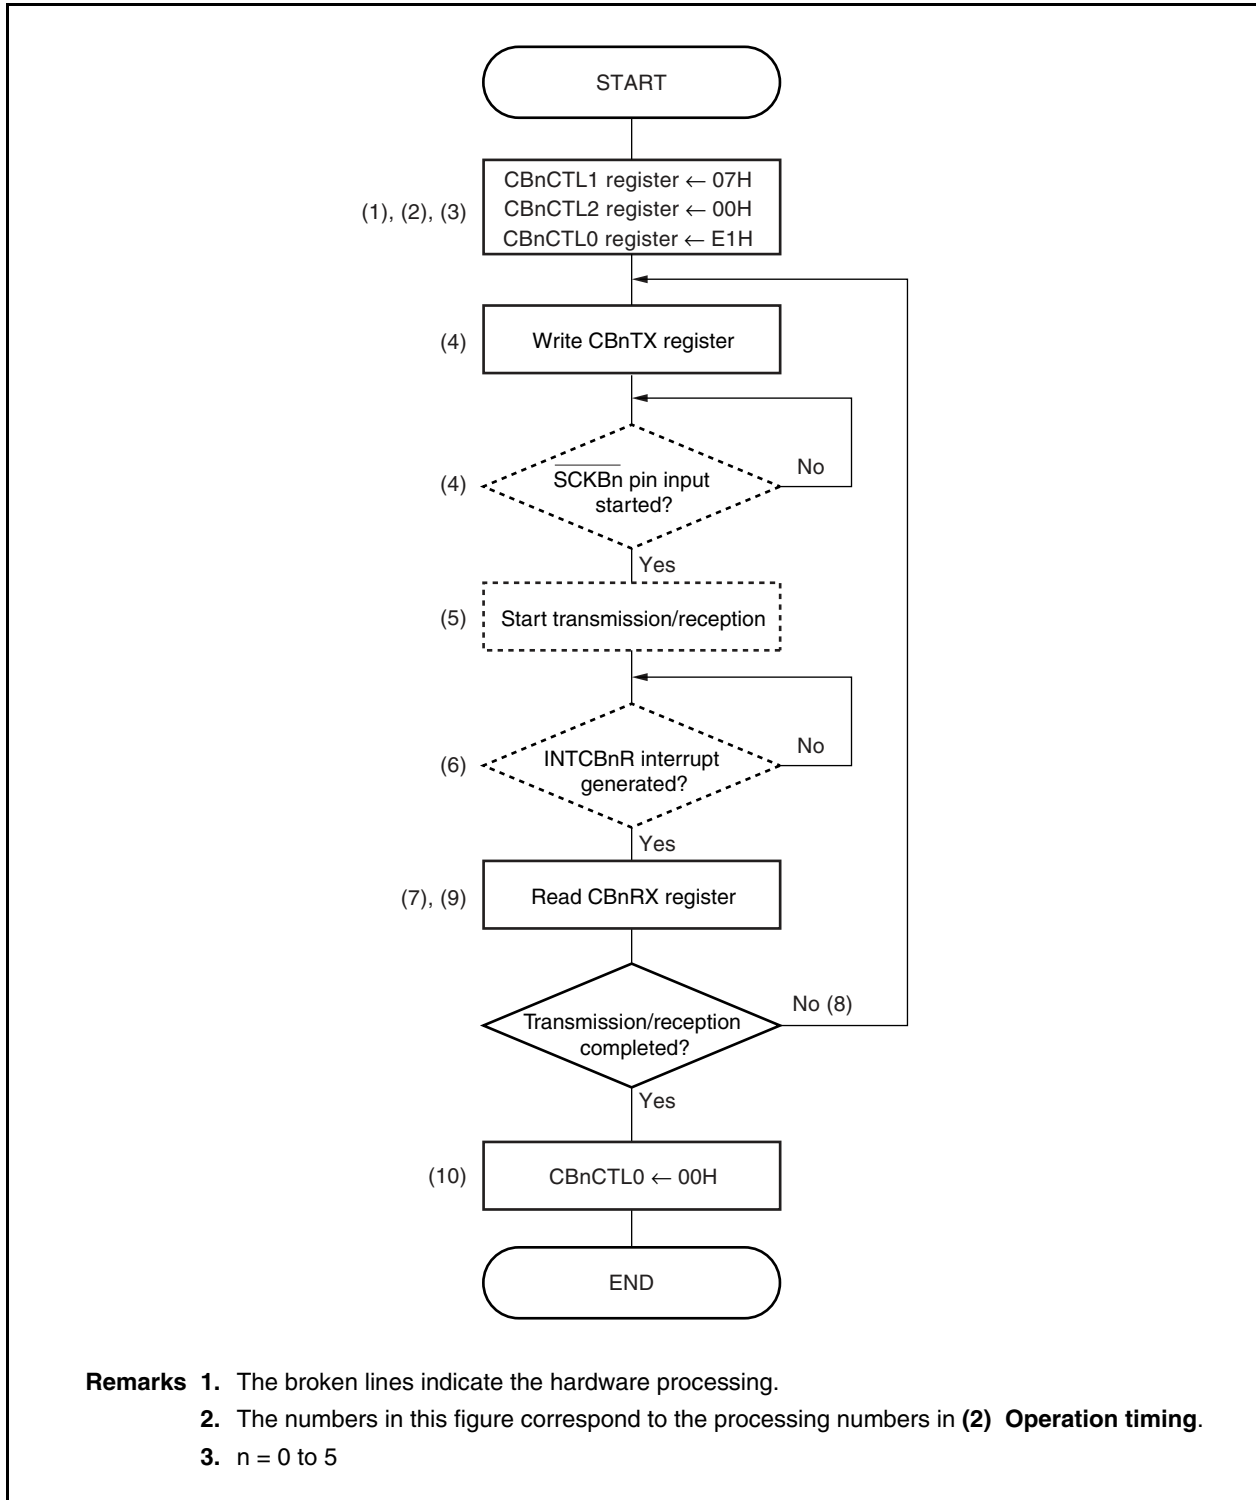 START
(1), (2), (3)
CBnCTL1 register ← 07H
CBnCTL2 register ← 00H
CBnCTL0 register ← E1H
(4)
Write CBnTX register
(4)
S̅C̅K̅B̅n̅ pin input
started?
No
Yes
(5)
Start transmission/reception
(6)
INTCBnR interrupt
generated?
No
Yes
(7), (9)
Read CBnRX register
Transmission/reception
completed?
No (8)
Yes
(10)
CBnCTL0 ← 00H
END
Remarks 1. The broken lines indicate the hardware processing.
2. The numbers in this figure correspond to the processing numbers in (2) Operation timing.
3. n = 0 to 5